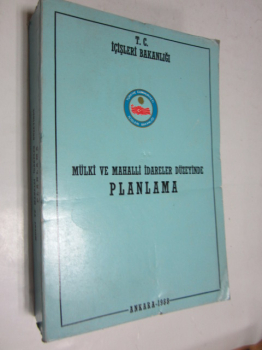 T. C.
İÇİŞLERİ BAKANLIĞI
MÜLKİ VE MAHALLİ İDARELER DÜZEYİNDE
PLANLAMA